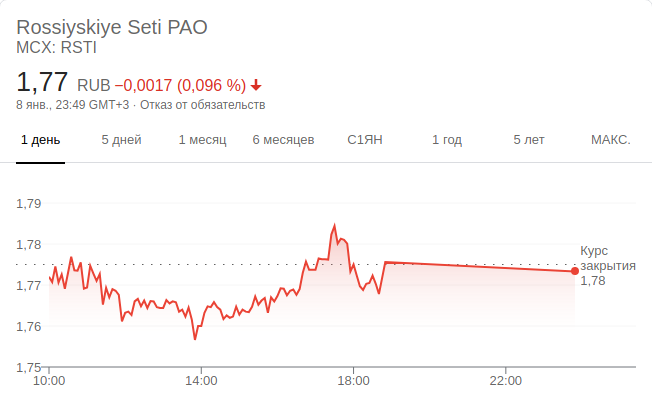 Rossiyskiye Seti PAO
MCX: RSTI
1,77 RUB −0,0017 (0,096 %)
8 янв., 23:49 GMT+3 · Отказ от обязательств
1 день 5 дней 1 месяц 6 месяцев С1ЯН 1 год 5 лет МАКС.
1,79
1,78
1,77
1,76
1,75
Курс
закрытия
1,78
10:00 14:00 18:00 22:00